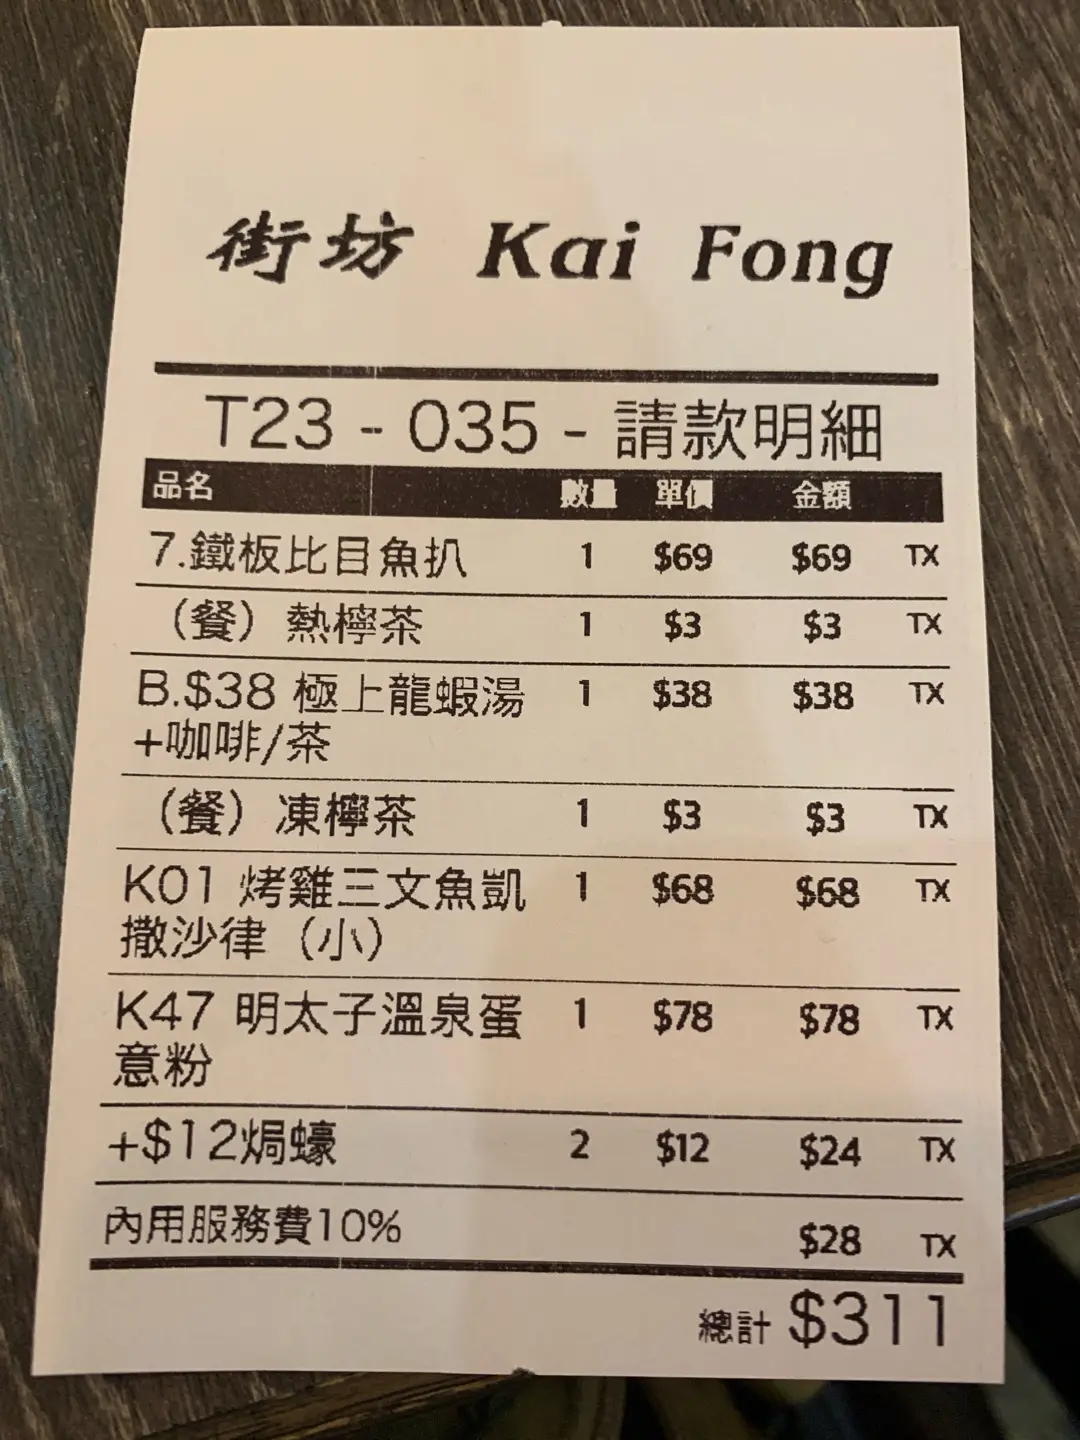 街坊 Kai Fong
T23 - 035 - 請款明細
品名 數量 單價 金額
7.鐵板比目魚扒 1 $69 $69 TX
（餐）熱檸茶 1 $3 $3 TX
B.$38 極上龍蝦湯 1 $38 $38 TX
+咖啡/茶
（餐）凍檸茶 1 $3 $3 TX
K01 烤雞三文魚凱 1 $68 $68 TX
撒沙律（小）
K47 明太子溫泉蛋 1 $78 $78 TX
意粉
+$12焗蠔 2 $12 $24 TX
內用服務費10% $28 TX
總計 $311